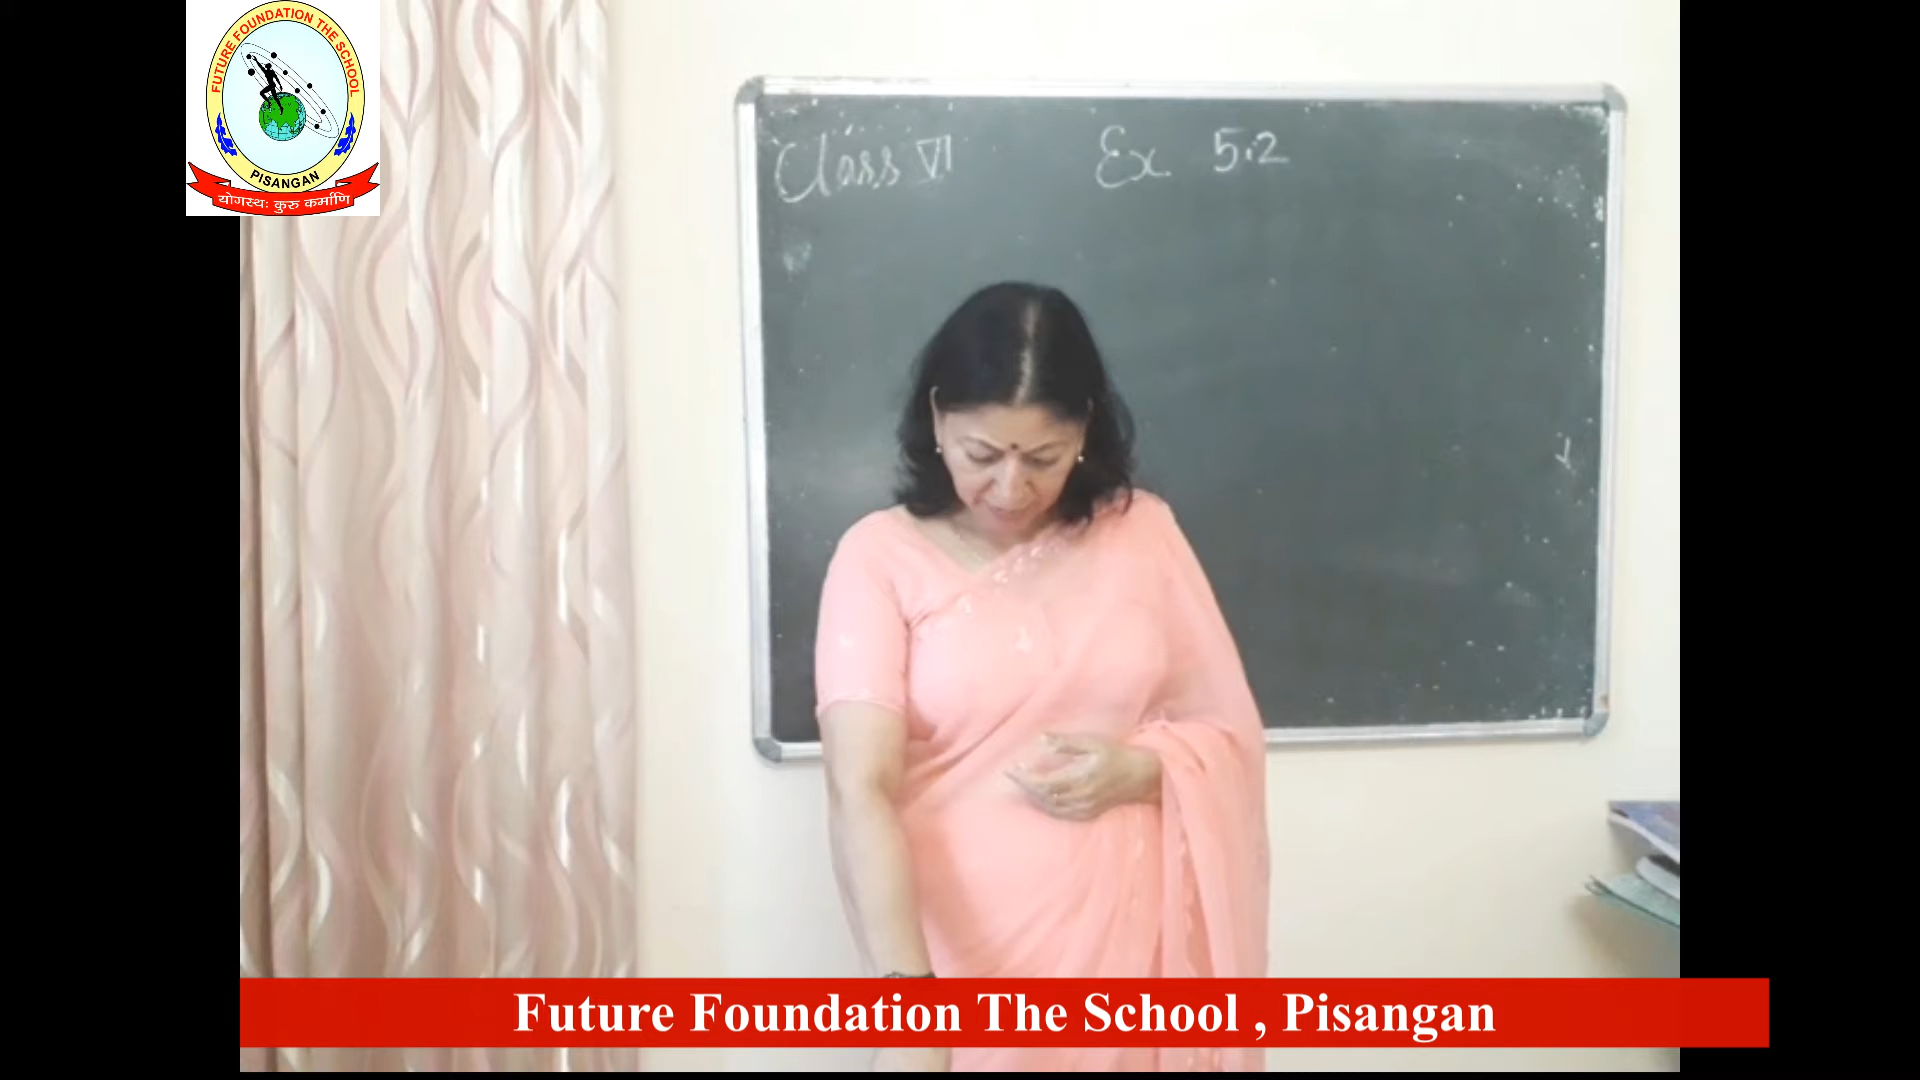 FUTURE FOUNDATION THE SCHOOL
PISANGAN
योगस्थः कुरु कर्माणि
Class VI Ex 5.2
Future Foundation The School , Pisangan